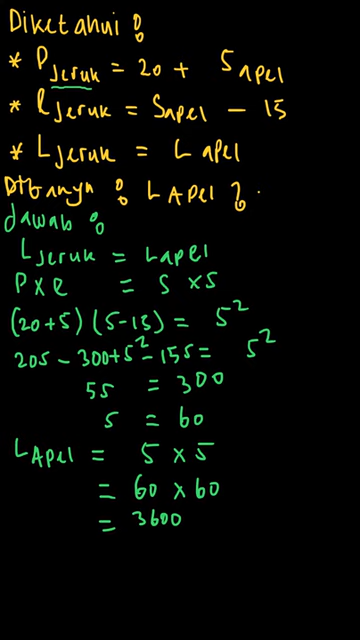 Diketahui :
* P jeruk = 20 + S apel
* l jeruk = S apel - 15
* L jeruk = L apel
Ditanya : L Apel ?.
Jawab :
L Jeruk = L apel
P x l = s x s
(20+s) (s-15) = s²
20s - 300 + s² - 15s = s²
5s = 300
s = 60
L Apel = s x s
= 60 x 60
= 3600